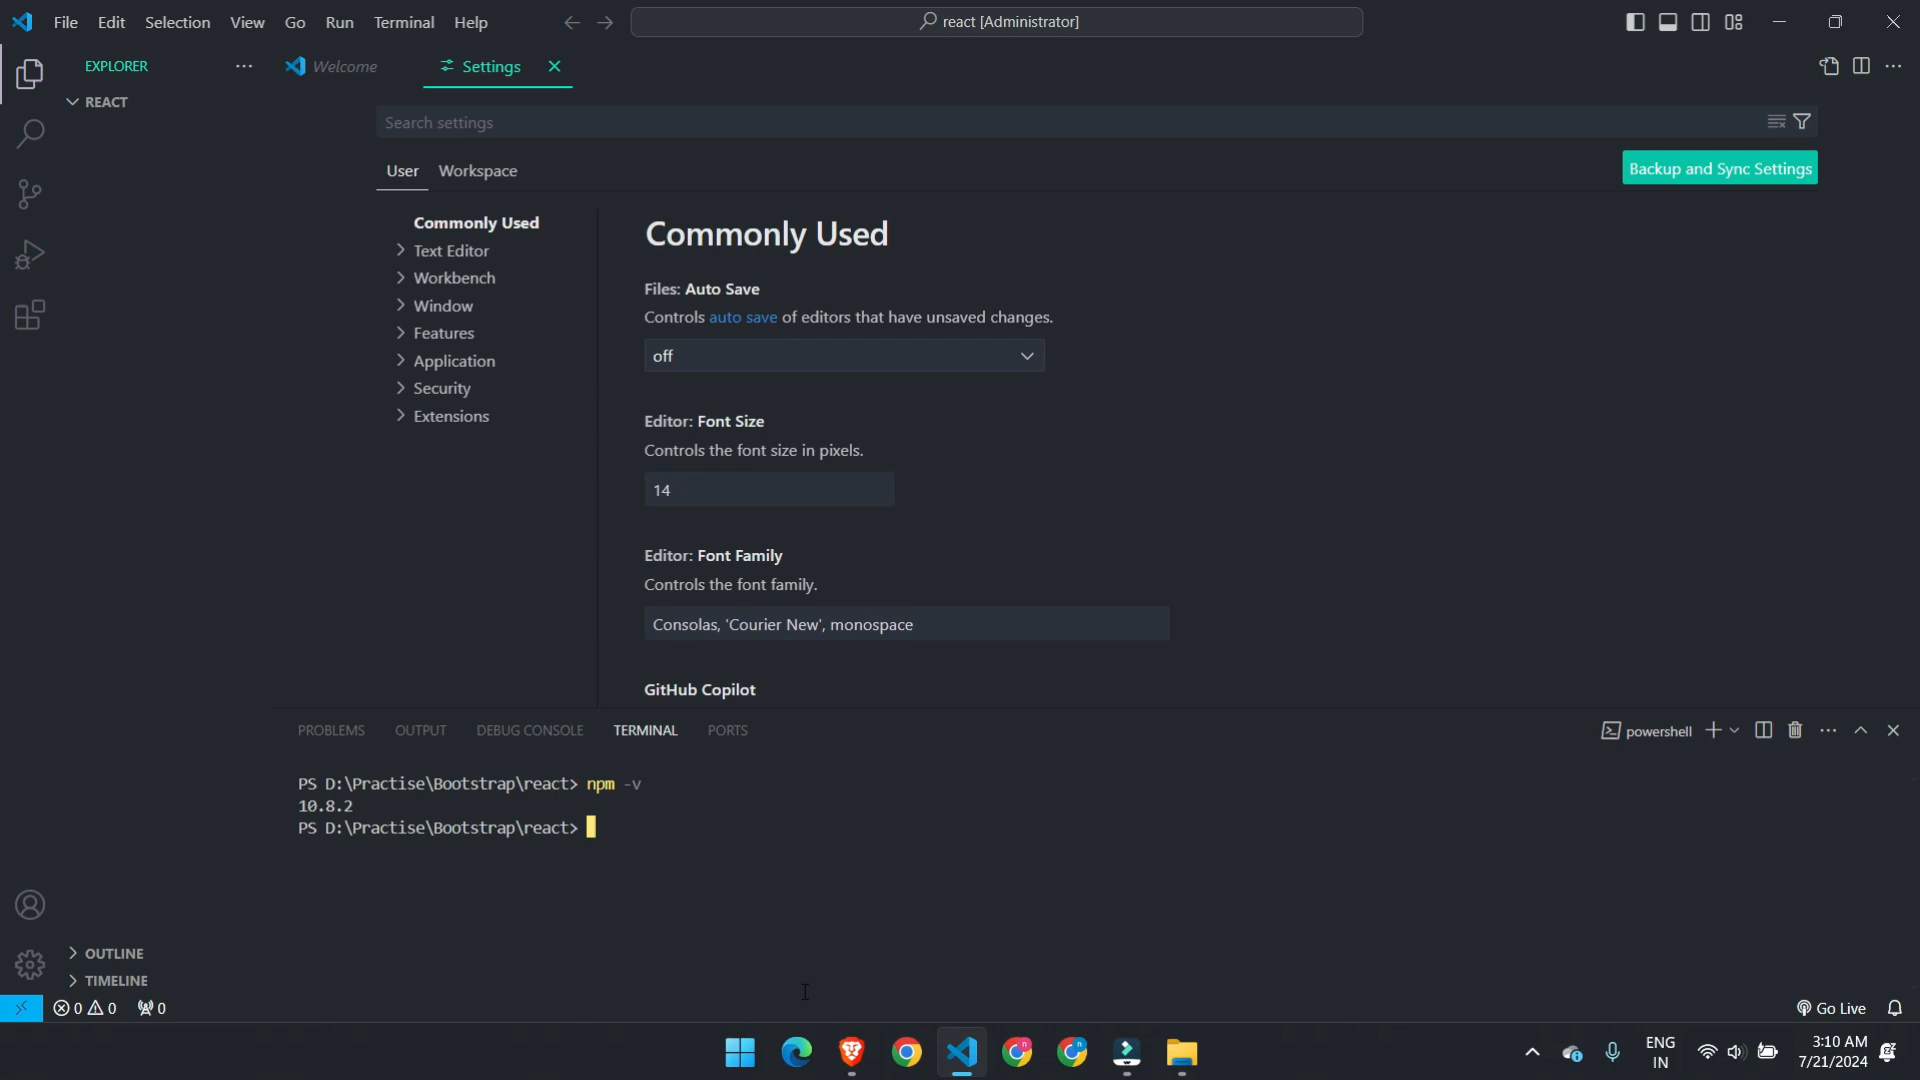 File Edit Selection View Go Run Terminal Help
react [Administrator]
EXPLORER
Welcome
Settings
REACT
Search settings
User
Workspace
Backup and Sync Settings
Commonly Used
Text Editor
Workbench
Window
Features
Application
Security
Extensions
Commonly Used
Files: Auto Save
Controls auto save of editors that have unsaved changes.
off
Editor: Font Size
Controls the font size in pixels.
14
Editor: Font Family
Controls the font family.
Consolas, 'Courier New', monospace
GitHub Copilot
PROBLEMS OUTPUT DEBUG CONSOLE TERMINAL PORTS
powershell
PS D:\Practise\Bootstrap\react> npm -v
10.8.2
PS D:\Practise\Bootstrap\react>
OUTLINE
TIMELINE
0 0 0
Go Live
ENG
IN
3:10 AM
7/21/2024